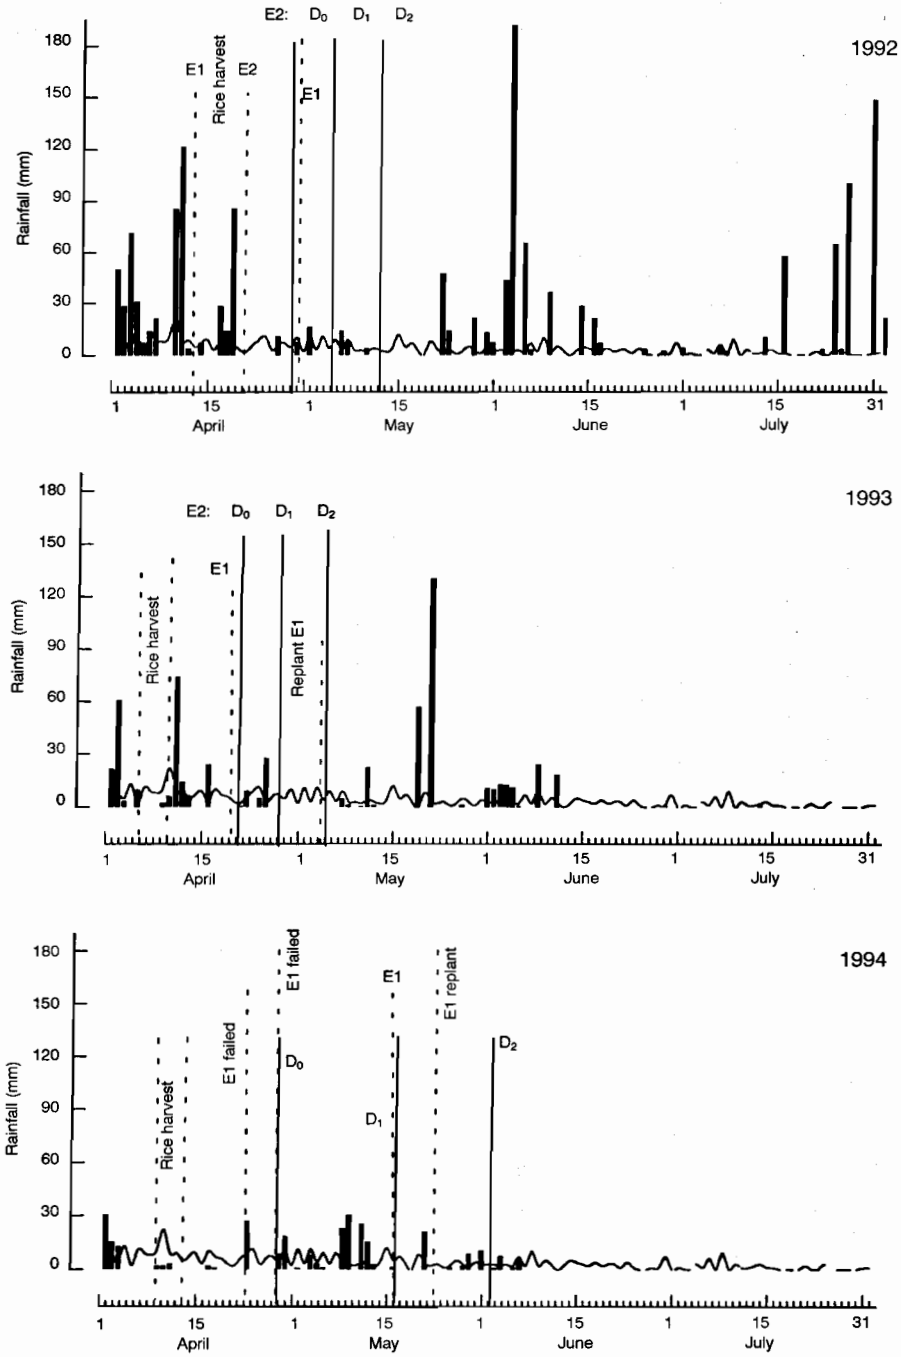 E2: D₀ D₁ D₂
1992
180
150
120
90
60
30
0
Rainfall (mm)
E1
Rice harvest
E2
E1
1 15 1 15 1 15 1 15 31
April May June July
1993
180
150
120
90
60
30
0
Rainfall (mm)
E2: D₀ D₁ D₂
Rice harvest
E1
Replant E1
1 15 1 15 1 15 1 15 31
April May June July
1994
180
150
120
90
60
30
0
Rainfall (mm)
Rice harvest
E1 failed
E1 failed
D₀
E1
D₁
E1 replant
D₂
1 15 1 15 1 15 1 15 31
April May June July